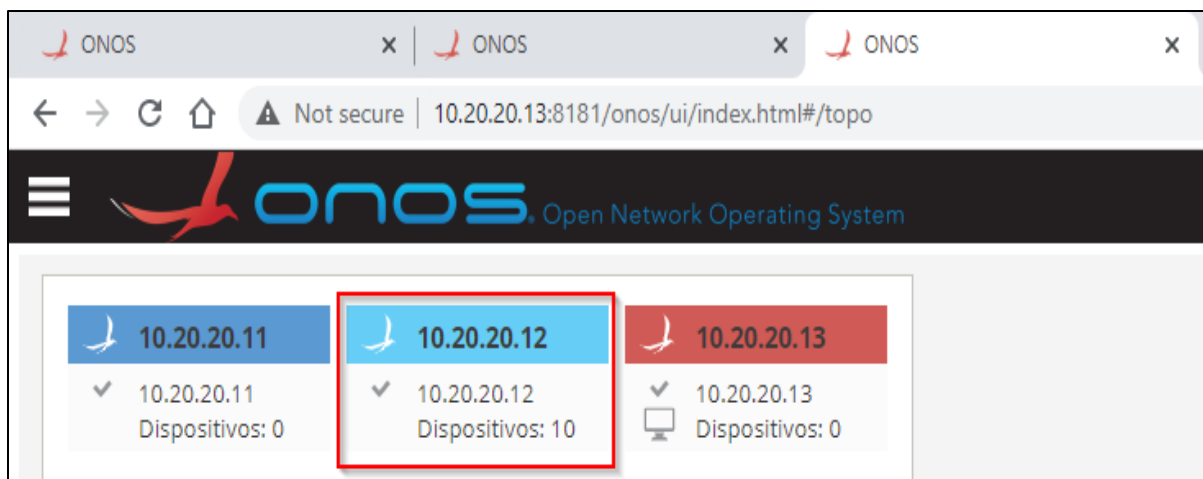 ONOS ONOS ONOS
Not secure 10.20.20.13:8181/onos/ui/index.html#/topo
onos. Open Network Operating System
10.20.20.11 10.20.20.12 10.20.20.13
10.20.20.11 10.20.20.12 10.20.20.13
Dispositivos: 0 Dispositivos: 10 Dispositivos: 0